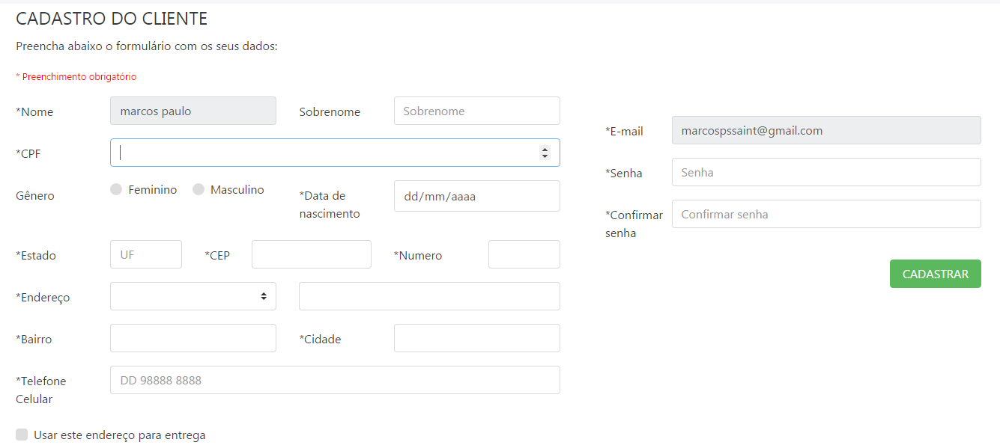 CADASTRO DO CLIENTE
Preencha abaixo o formulário com os seus dados:
* Preenchimento obrigatório
*Nome marcos paulo Sobrenome Sobrenome
*CPF
Gênero Feminino Masculino *Data de
nascimento dd/mm/aaaa
*Estado UF *CEP *Numero
*Endereço
*Bairro *Cidade
*Telefone
Celular DD 98888 8888
Usar este endereço para entrega
*E-mail marcospssaint@gmail.com
*Senha Senha
*Confirmar
senha Confirmar senha
CADASTRAR